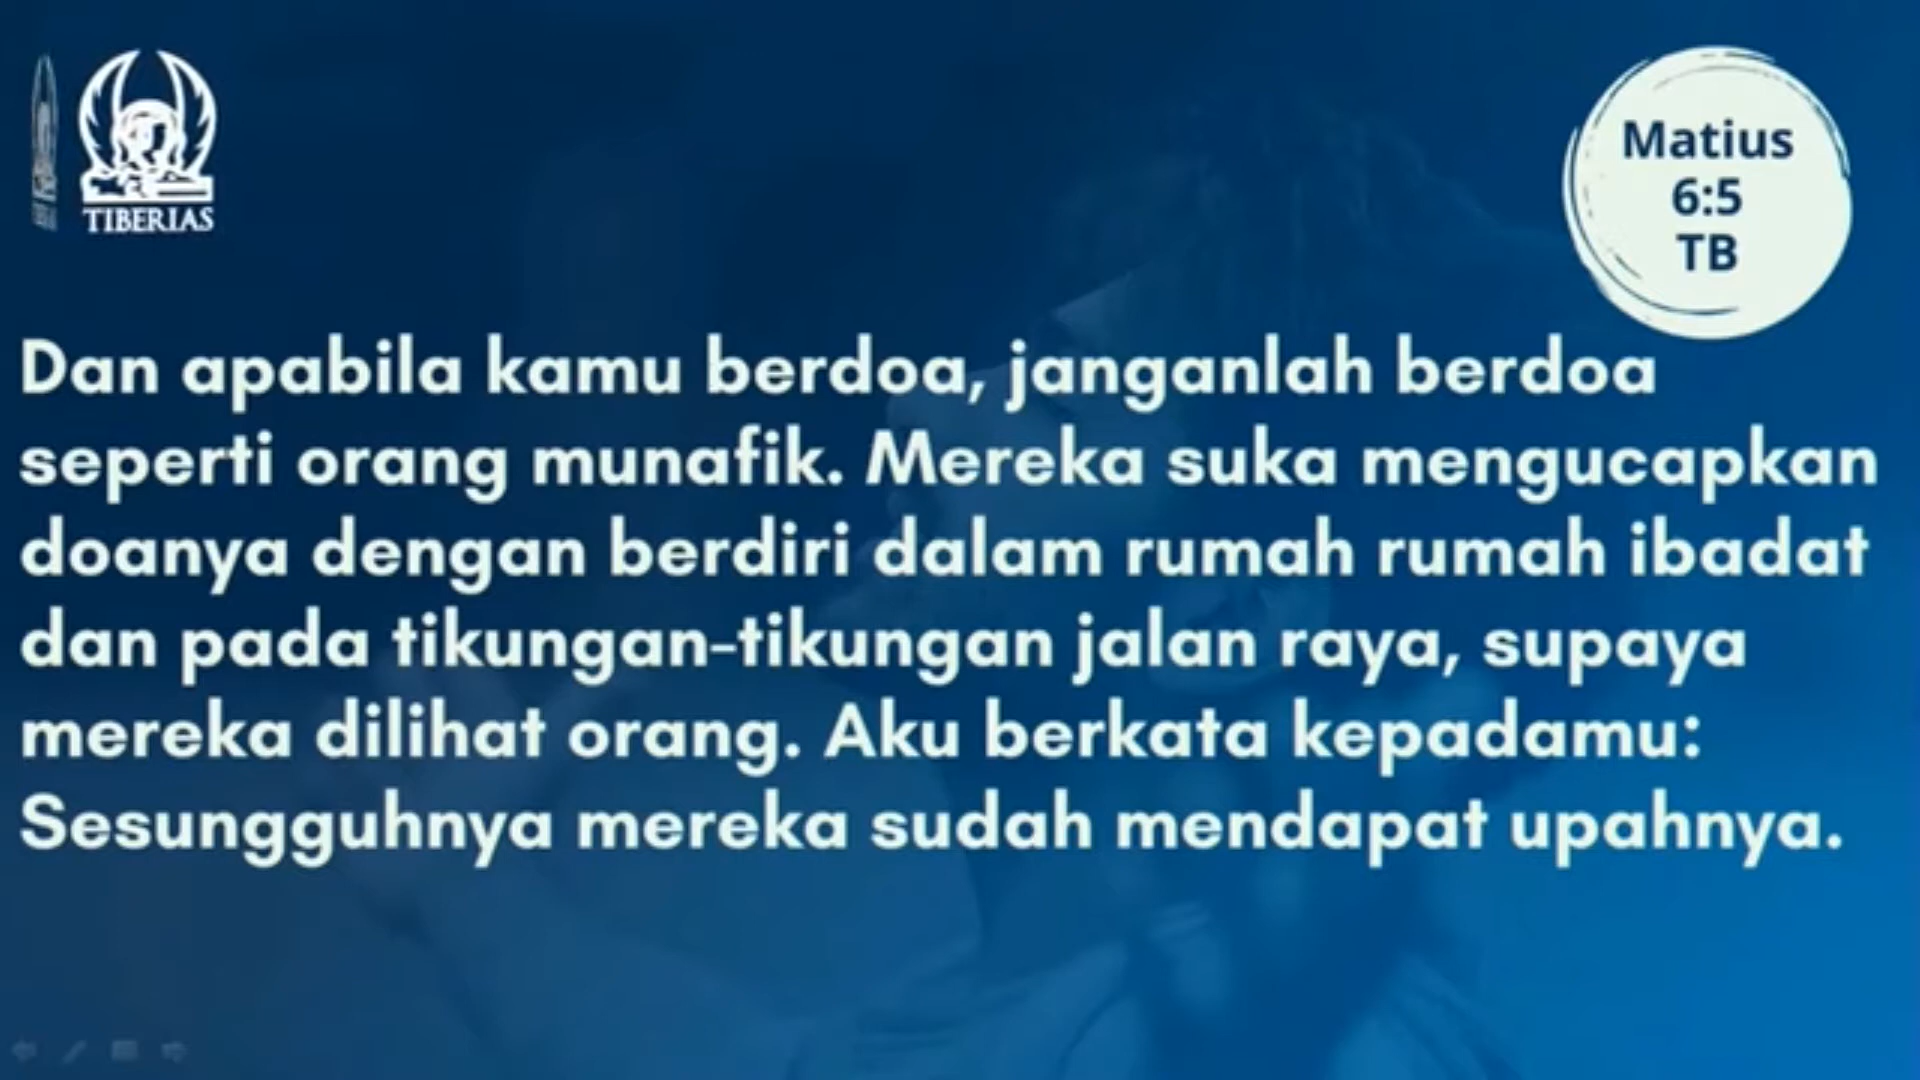 TIBERIAS
Matius
6:5
TB
Dan apabila kamu berdoa, janganlah berdoa
seperti orang munafik. Mereka suka mengucapkan
doanya dengan berdiri dalam rumah rumah ibadat
dan pada tikungan-tikungan jalan raya, supaya
mereka dilihat orang. Aku berkata kepadamu:
Sesungguhnya mereka sudah mendapat upahnya.